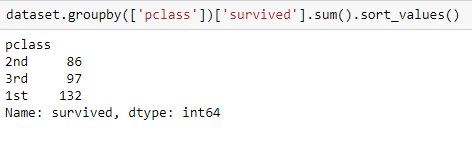 dataset.groupby(['pclass'])['survived'].sum().sort_values()
pclass
2nd     86
3rd     97
1st    132
Name: survived, dtype: int64